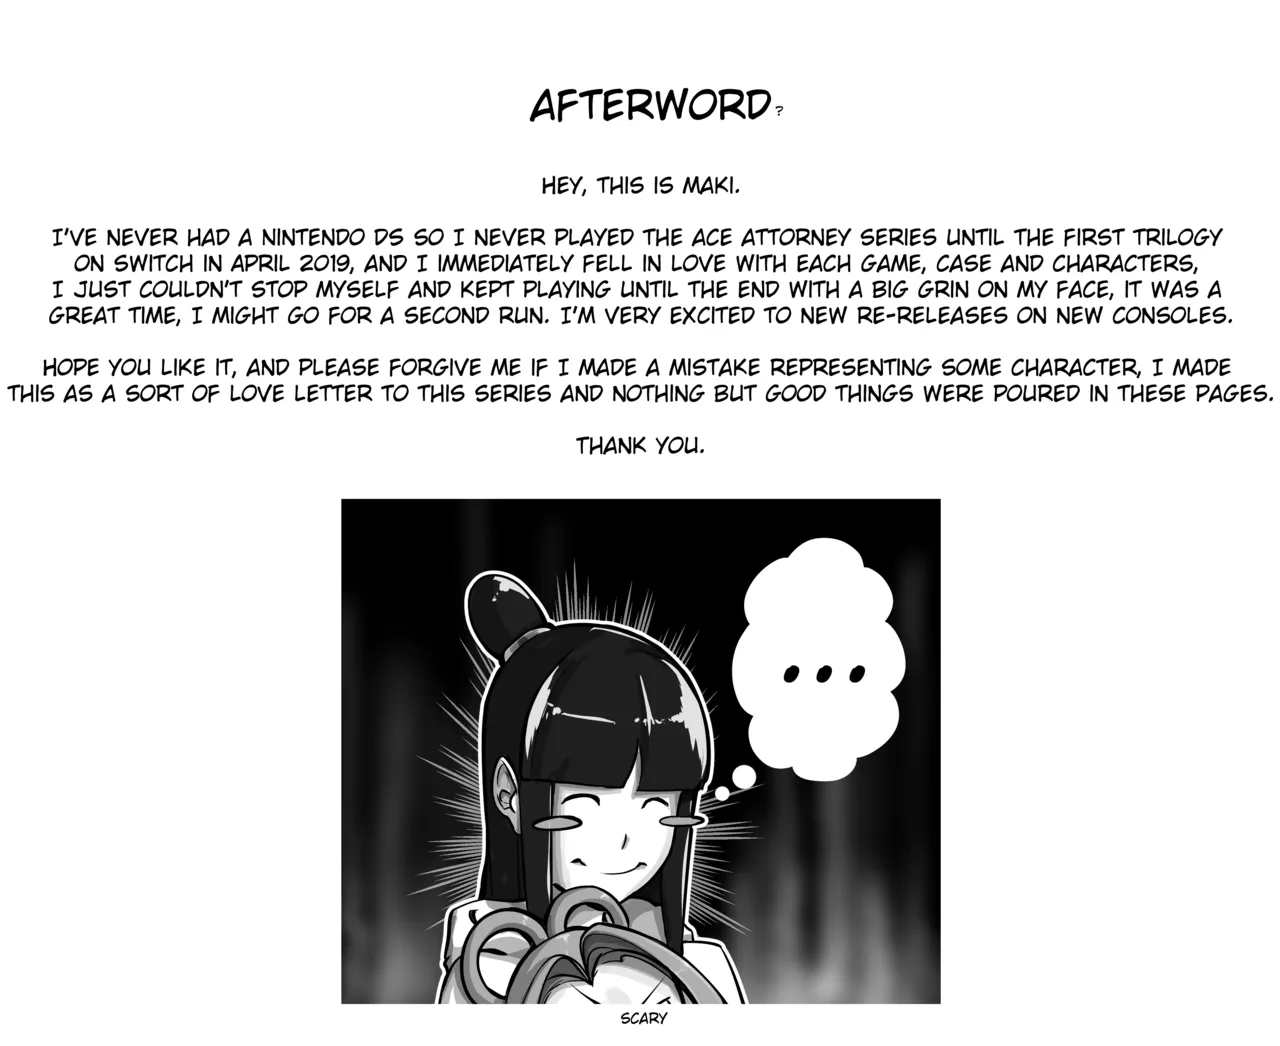 AFTERWORD?
HEY, THIS IS MAKI.
I'VE NEVER HAD A NINTENDO DS SO I NEVER PLAYED THE ACE ATTORNEY SERIES UNTIL THE FIRST TRILOGY
ON SWITCH IN APRIL 2019, AND I IMMEDIATELY FELL IN LOVE WITH EACH GAME, CASE AND CHARACTERS,
I JUST COULDN'T STOP MYSELF AND KEPT PLAYING UNTIL THE END WITH A BIG GRIN ON MY FACE, IT WAS A
GREAT TIME, I MIGHT GO FOR A SECOND RUN. I'M VERY EXCITED TO NEW RE-RELEASES ON NEW CONSOLES.
HOPE YOU LIKE IT, AND PLEASE FORGIVE ME IF I MADE A MISTAKE REPRESENTING SOME CHARACTER, I MADE
THIS AS A SORT OF LOVE LETTER TO THIS SERIES AND NOTHING BUT GOOD THINGS WERE POURED IN THESE PAGES.
THANK YOU.
...
SCARY